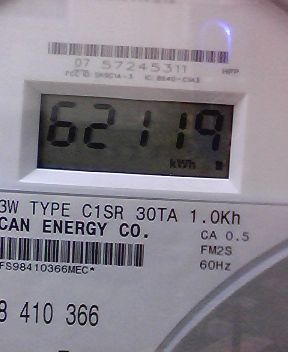 07 57245311
62119
kWh
3W TYPE C1SR 30TA 1.0Kh
CAN ENERGY CO.
CA 0.5
FM2S
60Hz
FS98410366MEC*
8 410 366